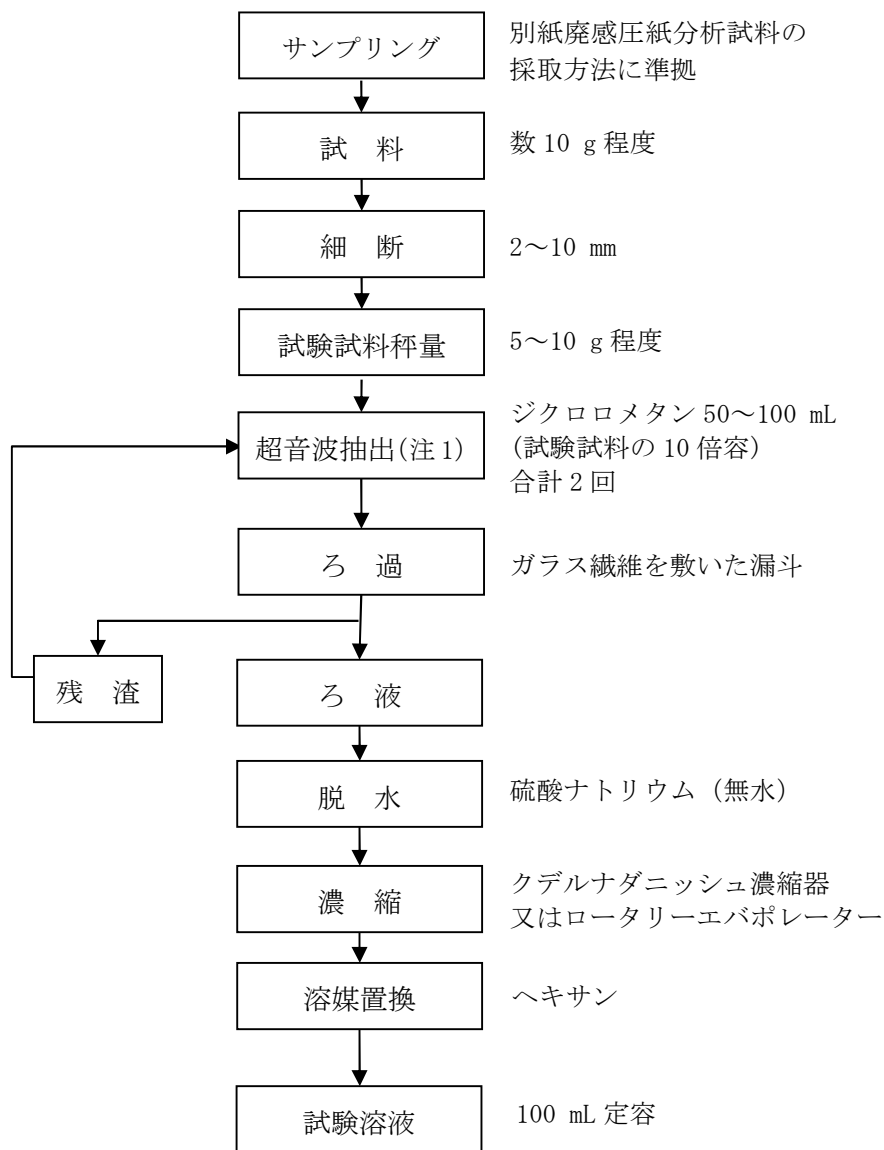 サンプリング
別紙廃感圧紙分析試料の
採取方法に準拠
試　料
数 10 g 程度
細　断
2～10 mm
試験試料秤量
5～10 g 程度
超音波抽出(注 1)
ジクロロメタン 50～100 mL
(試験試料の 10 倍容)
合計 2 回
ろ　過
ガラス繊維を敷いた漏斗
残　渣
ろ　液
脱　水
硫酸ナトリウム (無水)
濃　縮
クデルナダニッシュ濃縮器
又はロータリーエバポレーター
溶媒置換
ヘキサン
試験溶液
100 mL 定容